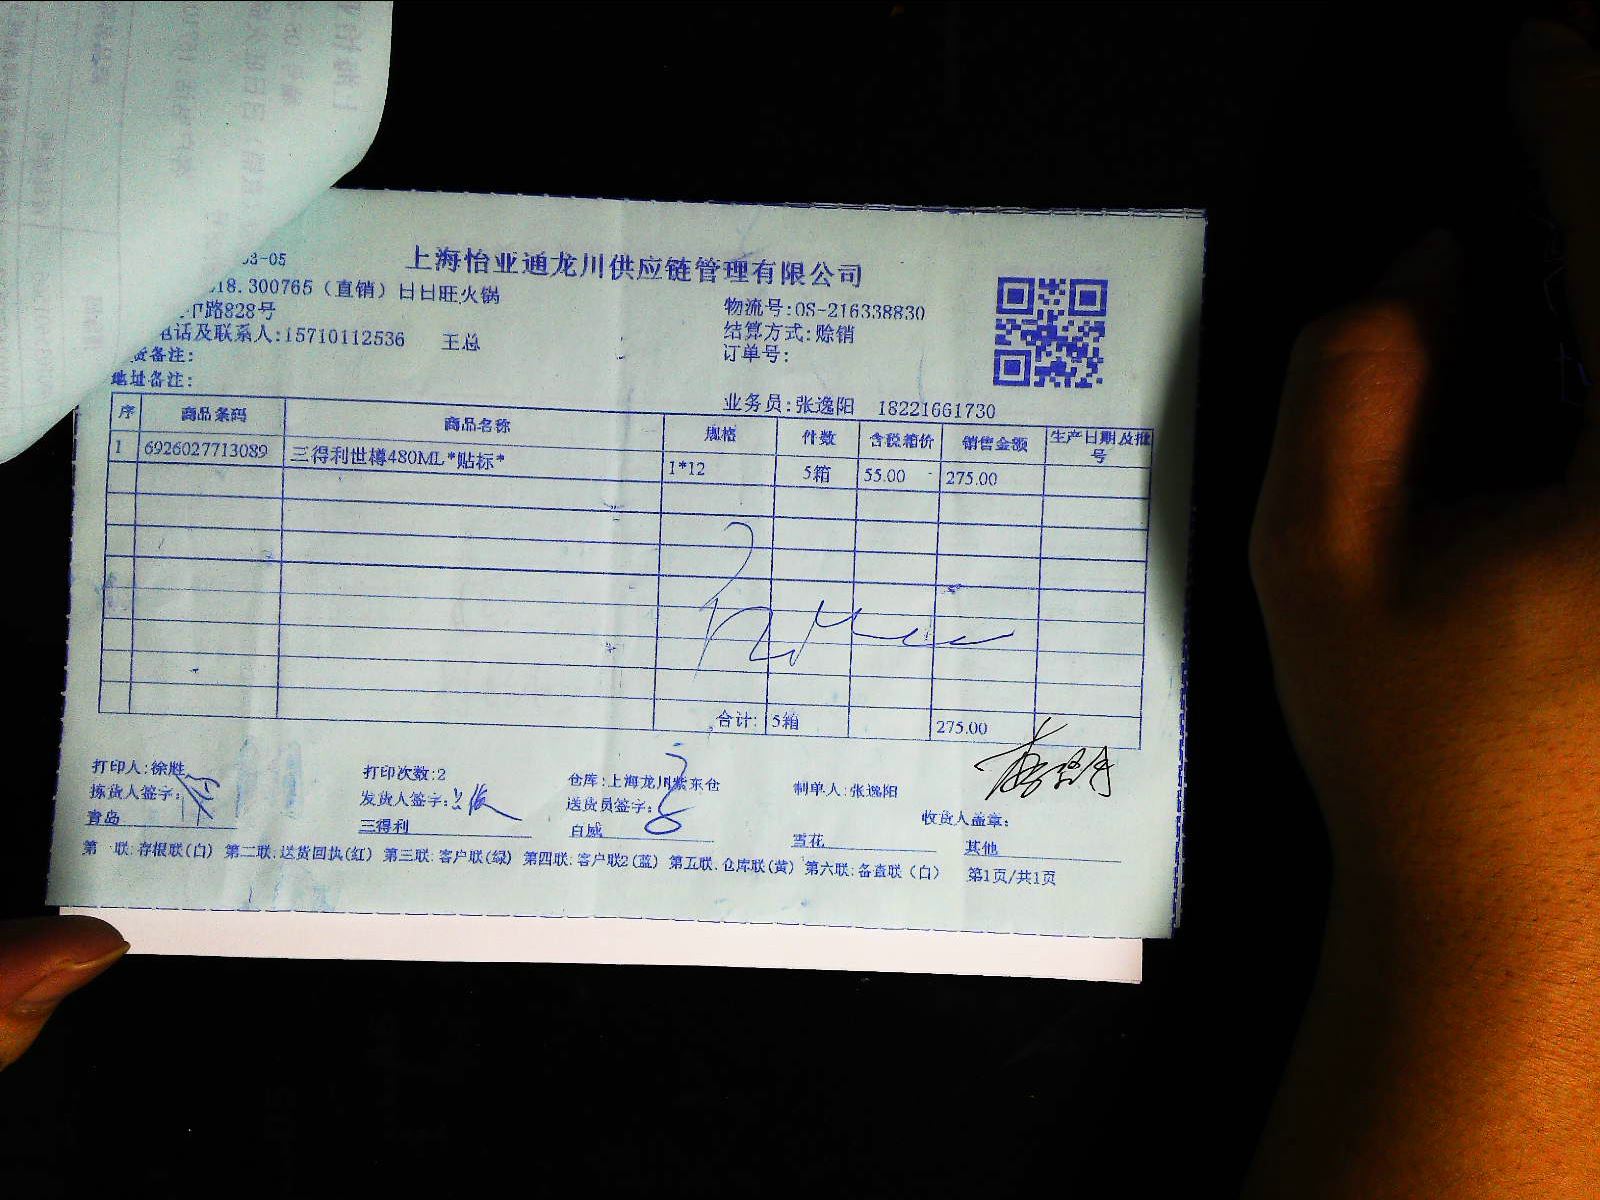 上海怡亚通龙川供应链管理有限公司
03-05
18.300765（直销）日日旺火锅
路828号
电话及联系人:15710112536 王总
备注:
地址备注:
物流号:OS-216338830
结算方式:赊销
订单号:
业务员:张逸阳 18221661730
序 商品条码 商品名称 规格 件数 含税箱价 销售金额 生产日期及批号
1 6926027713089 三得利世樽480ML*贴标* 1*12 5箱 55.00 275.00
合计: 5箱 275.00
打印人:徐胜 打印次数:2 仓库:上海龙川紫东仓 制单人:张逸阳
拣货人签字: 发货人签字: 送货员签字: 收货人盖章:
青岛 三得利 百威 雪花 其他
第一联:存根联(白) 第二联:送货回执(红) 第三联:客户联(绿) 第四联:客户联2(蓝) 第五联:仓库联(黄) 第六联:备查联(白) 第1页/共1页